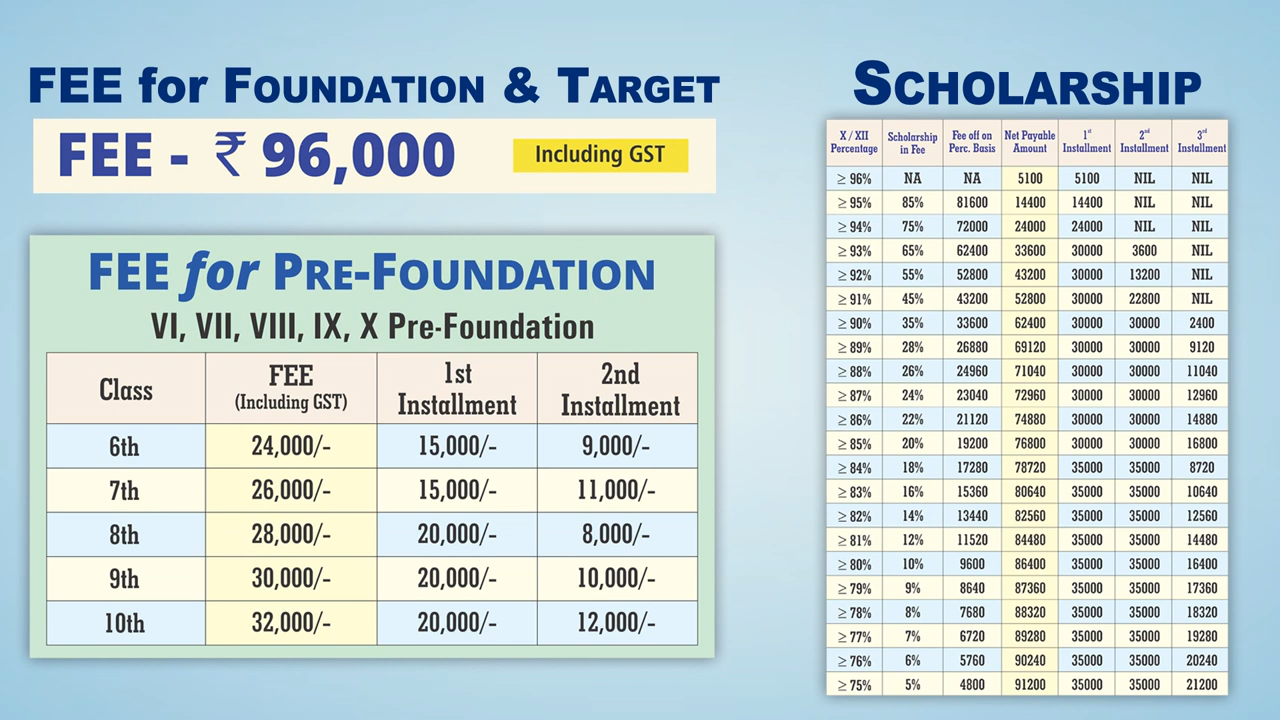 FEE for FOUNDATION & TARGET
FEE - ₹ 96,000 Including GST
FEE for PRE-FOUNDATION
VI, VII, VIII, IX, X Pre-Foundation
Class FEE (Including GST) 1st Installment 2nd Installment
6th 24,000/- 15,000/- 9,000/-
7th 26,000/- 15,000/- 11,000/-
8th 28,000/- 20,000/- 8,000/-
9th 30,000/- 20,000/- 10,000/-
10th 32,000/- 20,000/- 12,000/-
SCHOLARSHIP
X / XII Percentage Scholarship in Fee Fee off on Perc. Basis Net Payable Amount 1st Installment 2nd Installment 3rd Installment
≥ 96% NA NA 5100 5100 NIL NIL
≥ 95% 85% 81600 14400 14400 NIL NIL
≥ 94% 75% 72000 24000 24000 NIL NIL
≥ 93% 65% 62400 33600 30000 3600 NIL
≥ 92% 55% 52800 43200 30000 13200 NIL
≥ 91% 45% 43200 52800 30000 22800 NIL
≥ 90% 35% 33600 62400 30000 30000 2400
≥ 89% 28% 26880 69120 30000 30000 9120
≥ 88% 26% 24960 71040 30000 30000 11040
≥ 87% 24% 23040 72960 30000 30000 12960
≥ 86% 22% 21120 74880 30000 30000 14880
≥ 85% 20% 19200 76800 30000 30000 16800
≥ 84% 18% 17280 78720 35000 35000 8720
≥ 83% 16% 15360 80640 35000 35000 10640
≥ 82% 14% 13440 82560 35000 35000 12560
≥ 81% 12% 11520 84480 35000 35000 14480
≥ 80% 10% 9600 86400 35000 35000 16400
≥ 79% 9% 8640 87360 35000 35000 17360
≥ 78% 8% 7680 88320 35000 35000 18320
≥ 77% 7% 6720 89280 35000 35000 19280
≥ 76% 6% 5760 90240 35000 35000 20240
≥ 75% 5% 4800 91200 35000 35000 21200